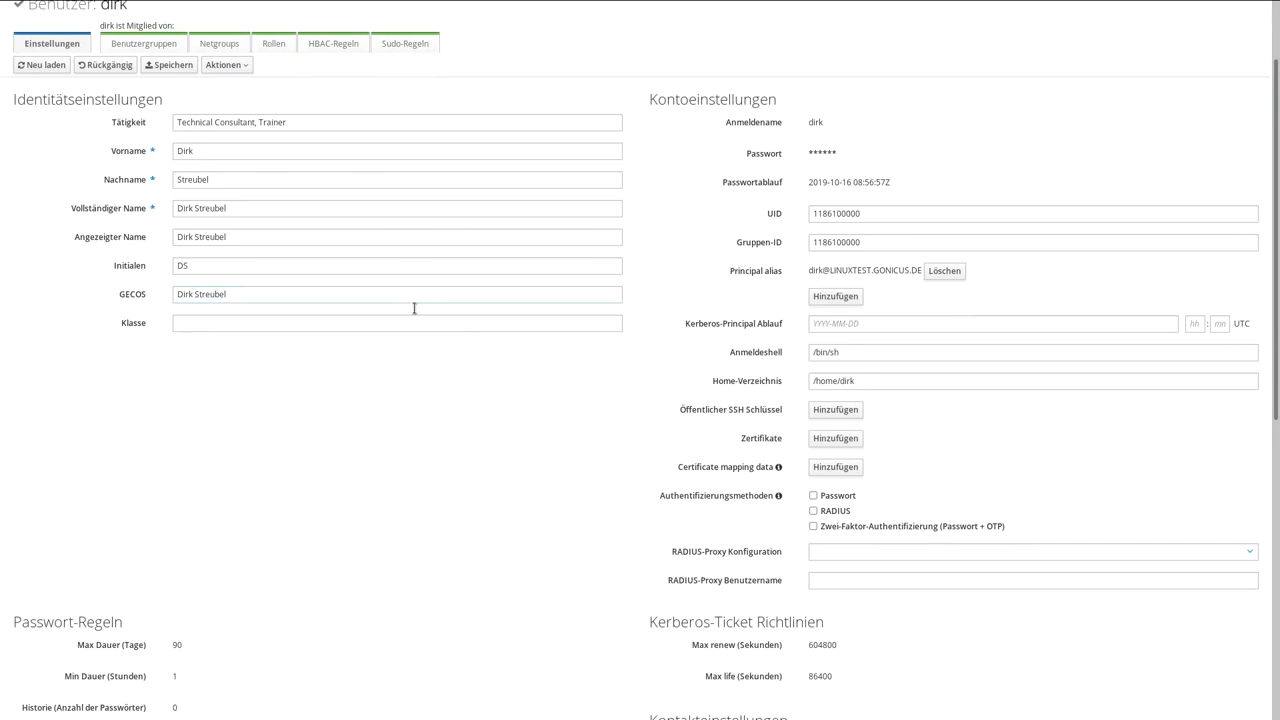 Benutzer: dirk
dirk ist Mitglied von:
Einstellungen
Benutzergruppen
Netgroups
Rollen
HBAC-Regeln
Sudo-Regeln
Neu laden
Rückgängig
Speichern
Aktionen
Identitätseinstellungen
Tätigkeit Technical Consultant, Trainer
Vorname * Dirk
Nachname * Streubel
Vollständiger Name * Dirk Streubel
Angezeigter Name Dirk Streubel
Initialen DS
GECOS Dirk Streubel
Klasse
Kontoeinstellungen
Anmeldename dirk
Passwort ******
Passwortablauf 2019-10-16 08:56:57Z
UID 1186100000
Gruppen-ID 1186100000
Principal alias dirk@LINUXTEST.GONICUS.DE Löschen
Hinzufügen
Kerberos-Principal Ablauf YYYY-MM-DD hh : mn UTC
Anmeldeshell /bin/sh
Home-Verzeichnis /home/dirk
Öffentlicher SSH Schlüssel Hinzufügen
Zertifikate Hinzufügen
Certificate mapping data Hinzufügen
Authentifizierungsmethoden Passwort
RADIUS
Zwei-Faktor-Authentifizierung (Passwort + OTP)
RADIUS-Proxy Konfiguration
RADIUS-Proxy Benutzername
Passwort-Regeln
Max Dauer (Tage) 90
Min Dauer (Stunden) 1
Historie (Anzahl der Passwörter) 0
Kerberos-Ticket Richtlinien
Max renew (Sekunden) 604800
Max life (Sekunden) 86400
Kontakteinstellungen